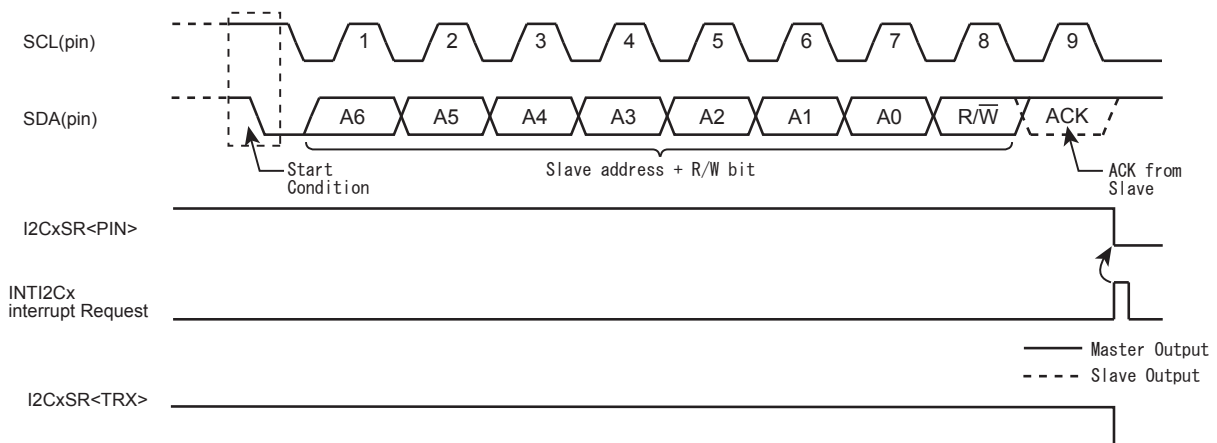 SCL(pin)
1 2 3 4 5 6 7 8 9
SDA(pin)
A6 A5 A4 A3 A2 A1 A0 R/W̅ ACK
Start
Condition
Slave address + R/W bit
ACK from
Slave
I2CxSR<PIN>
INTI2Cx
interrupt Request
Master Output
Slave Output
I2CxSR<TRX>